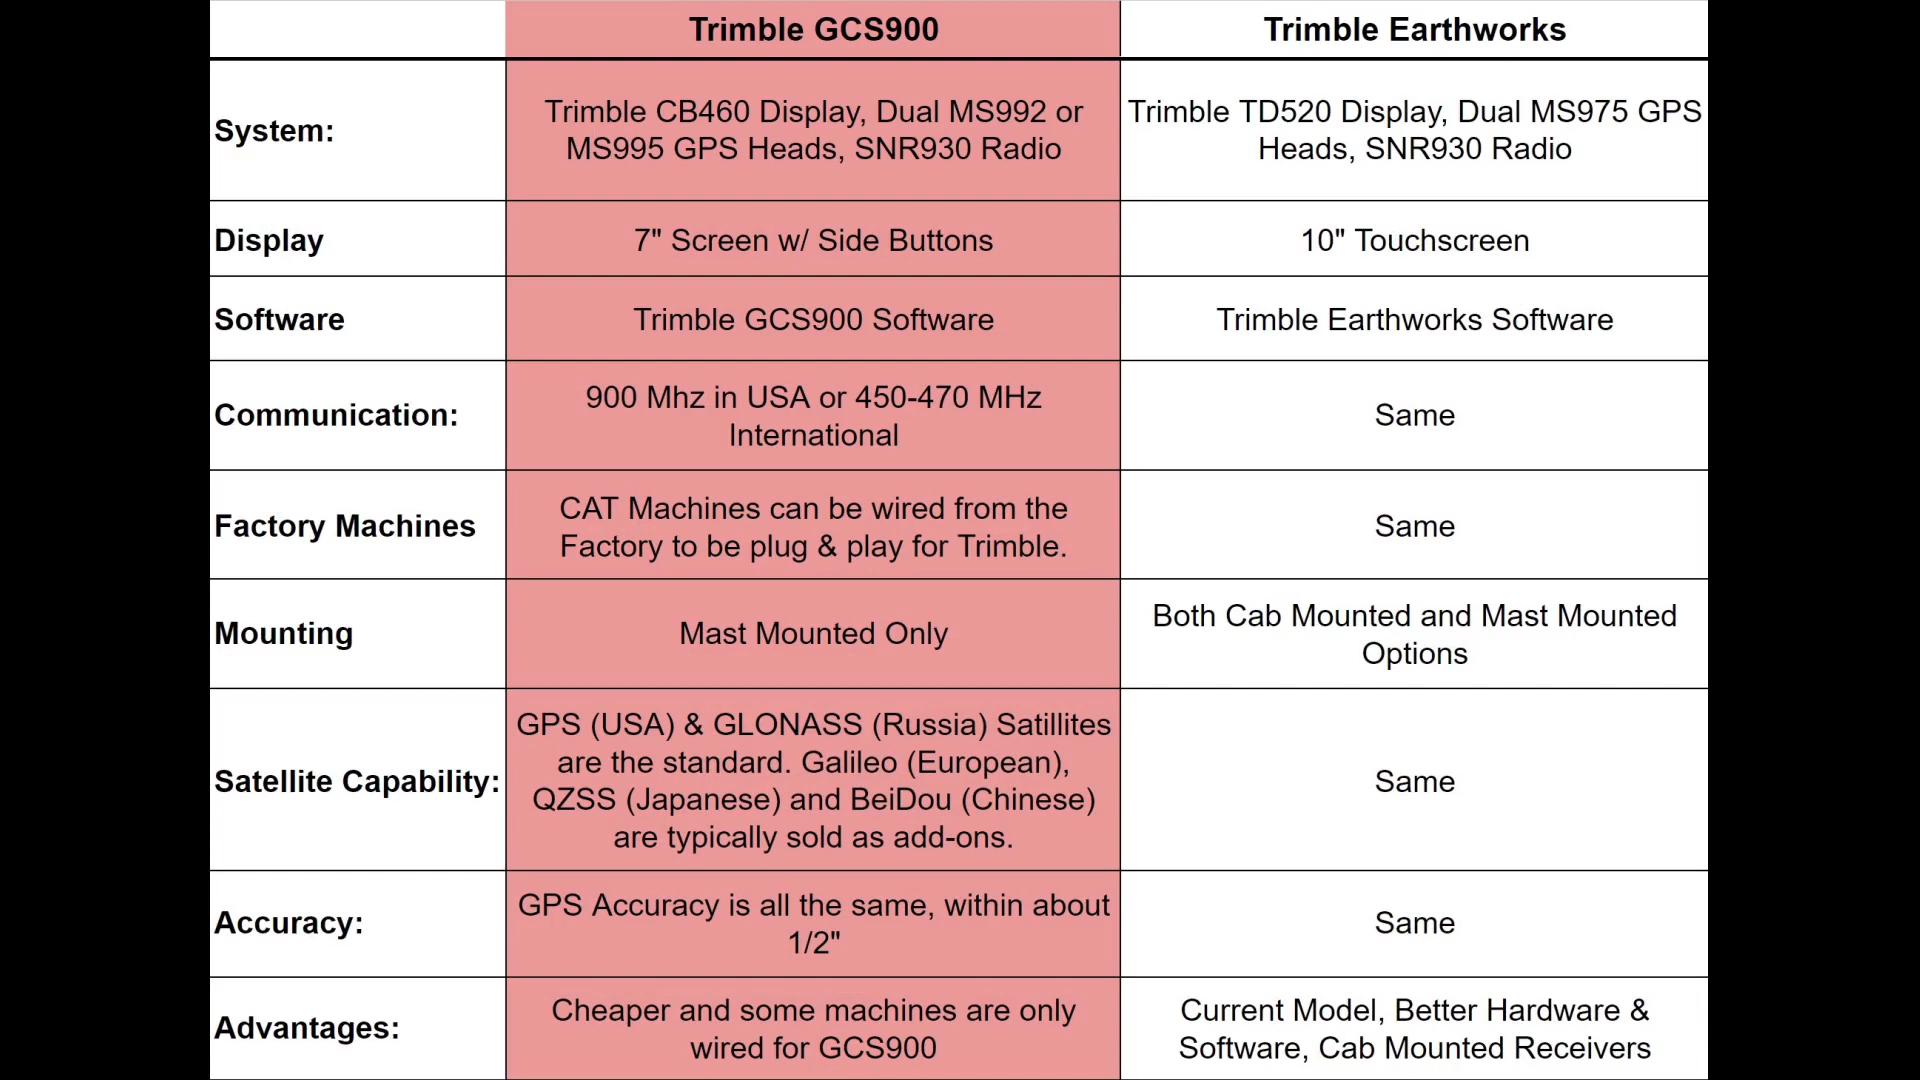 Trimble GCS900
Trimble Earthworks
System:
Trimble CB460 Display, Dual MS992 or
MS995 GPS Heads, SNR930 Radio
Trimble TD520 Display, Dual MS975 GPS
Heads, SNR930 Radio
Display
7" Screen w/ Side Buttons
10" Touchscreen
Software
Trimble GCS900 Software
Trimble Earthworks Software
Communication:
900 Mhz in USA or 450-470 MHz
International
Same
Factory Machines
CAT Machines can be wired from the
Factory to be plug & play for Trimble.
Same
Mounting
Mast Mounted Only
Both Cab Mounted and Mast Mounted
Options
Satellite Capability:
GPS (USA) & GLONASS (Russia) Satillites
are the standard. Galileo (European),
QZSS (Japanese) and BeiDou (Chinese)
are typically sold as add-ons.
Same
Accuracy:
GPS Accuracy is all the same, within about
1/2"
Same
Advantages:
Cheaper and some machines are only
wired for GCS900
Current Model, Better Hardware &
Software, Cab Mounted Receivers